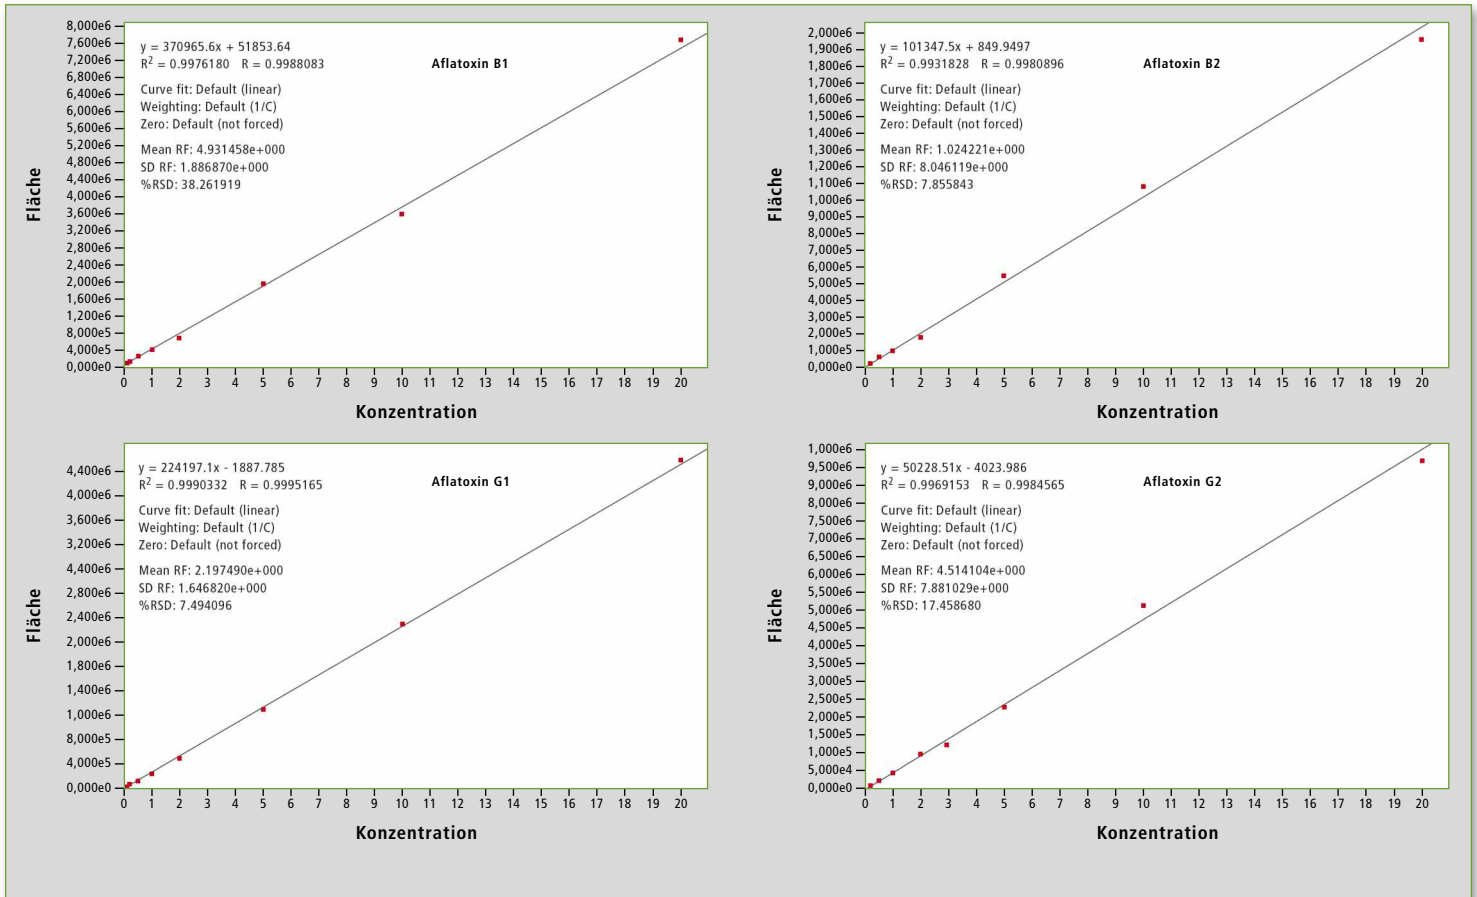 8,000e6
7,600e6
7,200e6
6,800e6
6,400e6
6,000e6
5,600e6
5,200e6
4,800e6
4,400e6
4,000e6
3,600e6
3,200e6
2,800e6
2,400e6
2,000e6
1,600e6
1,200e6
8,000e5
4,000e5
0,000e0
Fläche
y = 370965.6x + 51853.64
R² = 0.9976180 R = 0.9988083
Aflatoxin B1
Curve fit: Default (linear)
Weighting: Default (1/C)
Zero: Default (not forced)
Mean RF: 4.931458e+000
SD RF: 1.886870e+000
%RSD: 38.261919
0 1 2 3 4 5 6 7 8 9 10 11 12 13 14 15 16 17 18 19 20
Konzentration
2,000e6
1,900e6
1,800e6
1,700e6
1,600e6
1,500e6
1,400e6
1,300e6
1,200e6
1,100e6
1,000e6
9,000e5
8,000e5
7,000e5
6,000e5
4,000e5
4,000e5
3,000e5
2,000e5
1,000e5
0,000e0
Fläche
y = 101347.5x + 849.9497
R² = 0.9931828 R = 0.9980896
Aflatoxin B2
Curve fit: Default (linear)
Weighting: Default (1/C)
Zero: Default (not forced)
Mean RF: 1.024221e+000
SD RF: 8.046119e+000
%RSD: 7.855843
0 1 2 3 4 5 6 7 8 9 10 11 12 13 14 15 16 17 18 19 20
Konzentration
4,400e6
4,000e6
3,600e6
3,200e6
4,400e6
2,800e6
2,400e6
2,000e6
1,800e6
1,400e6
1,000e6
8,000e5
4,000e5
0,000e0
Fläche
y = 224197.1x - 1887.785
R² = 0.9990332 R = 0.9995165
Aflatoxin G1
Curve fit: Default (linear)
Weighting: Default (1/C)
Zero: Default (not forced)
Mean RF: 2.197490e+000
SD RF: 1.646820e+000
%RSD: 7.494096
0 1 2 3 4 5 6 7 8 9 10 11 12 13 14 15 16 17 18 19 20
Konzentration
1,000e6
9,500e6
9,000e5
8,500e5
8,000e5
7,500e5
7,000e5
6,500e5
6,000e5
5,500e5
5,000e5
4,500e5
4,000e5
3,500e5
3,000e5
2,500e5
2,000e5
1,500e5
1,000e5
5,000e4
0,000e0
Fläche
y = 50228.51x - 4023.986
R² = 0.9969153 R = 0.9984565
Aflatoxin G2
Curve fit: Default (linear)
Weighting: Default (1/C)
Zero: Default (not forced)
Mean RF: 4.514104e+000
SD RF: 7.881029e+000
%RSD: 17.458680
0 1 2 3 4 5 6 7 8 9 10 11 12 13 14 15 16 17 18 19 20
Konzentration